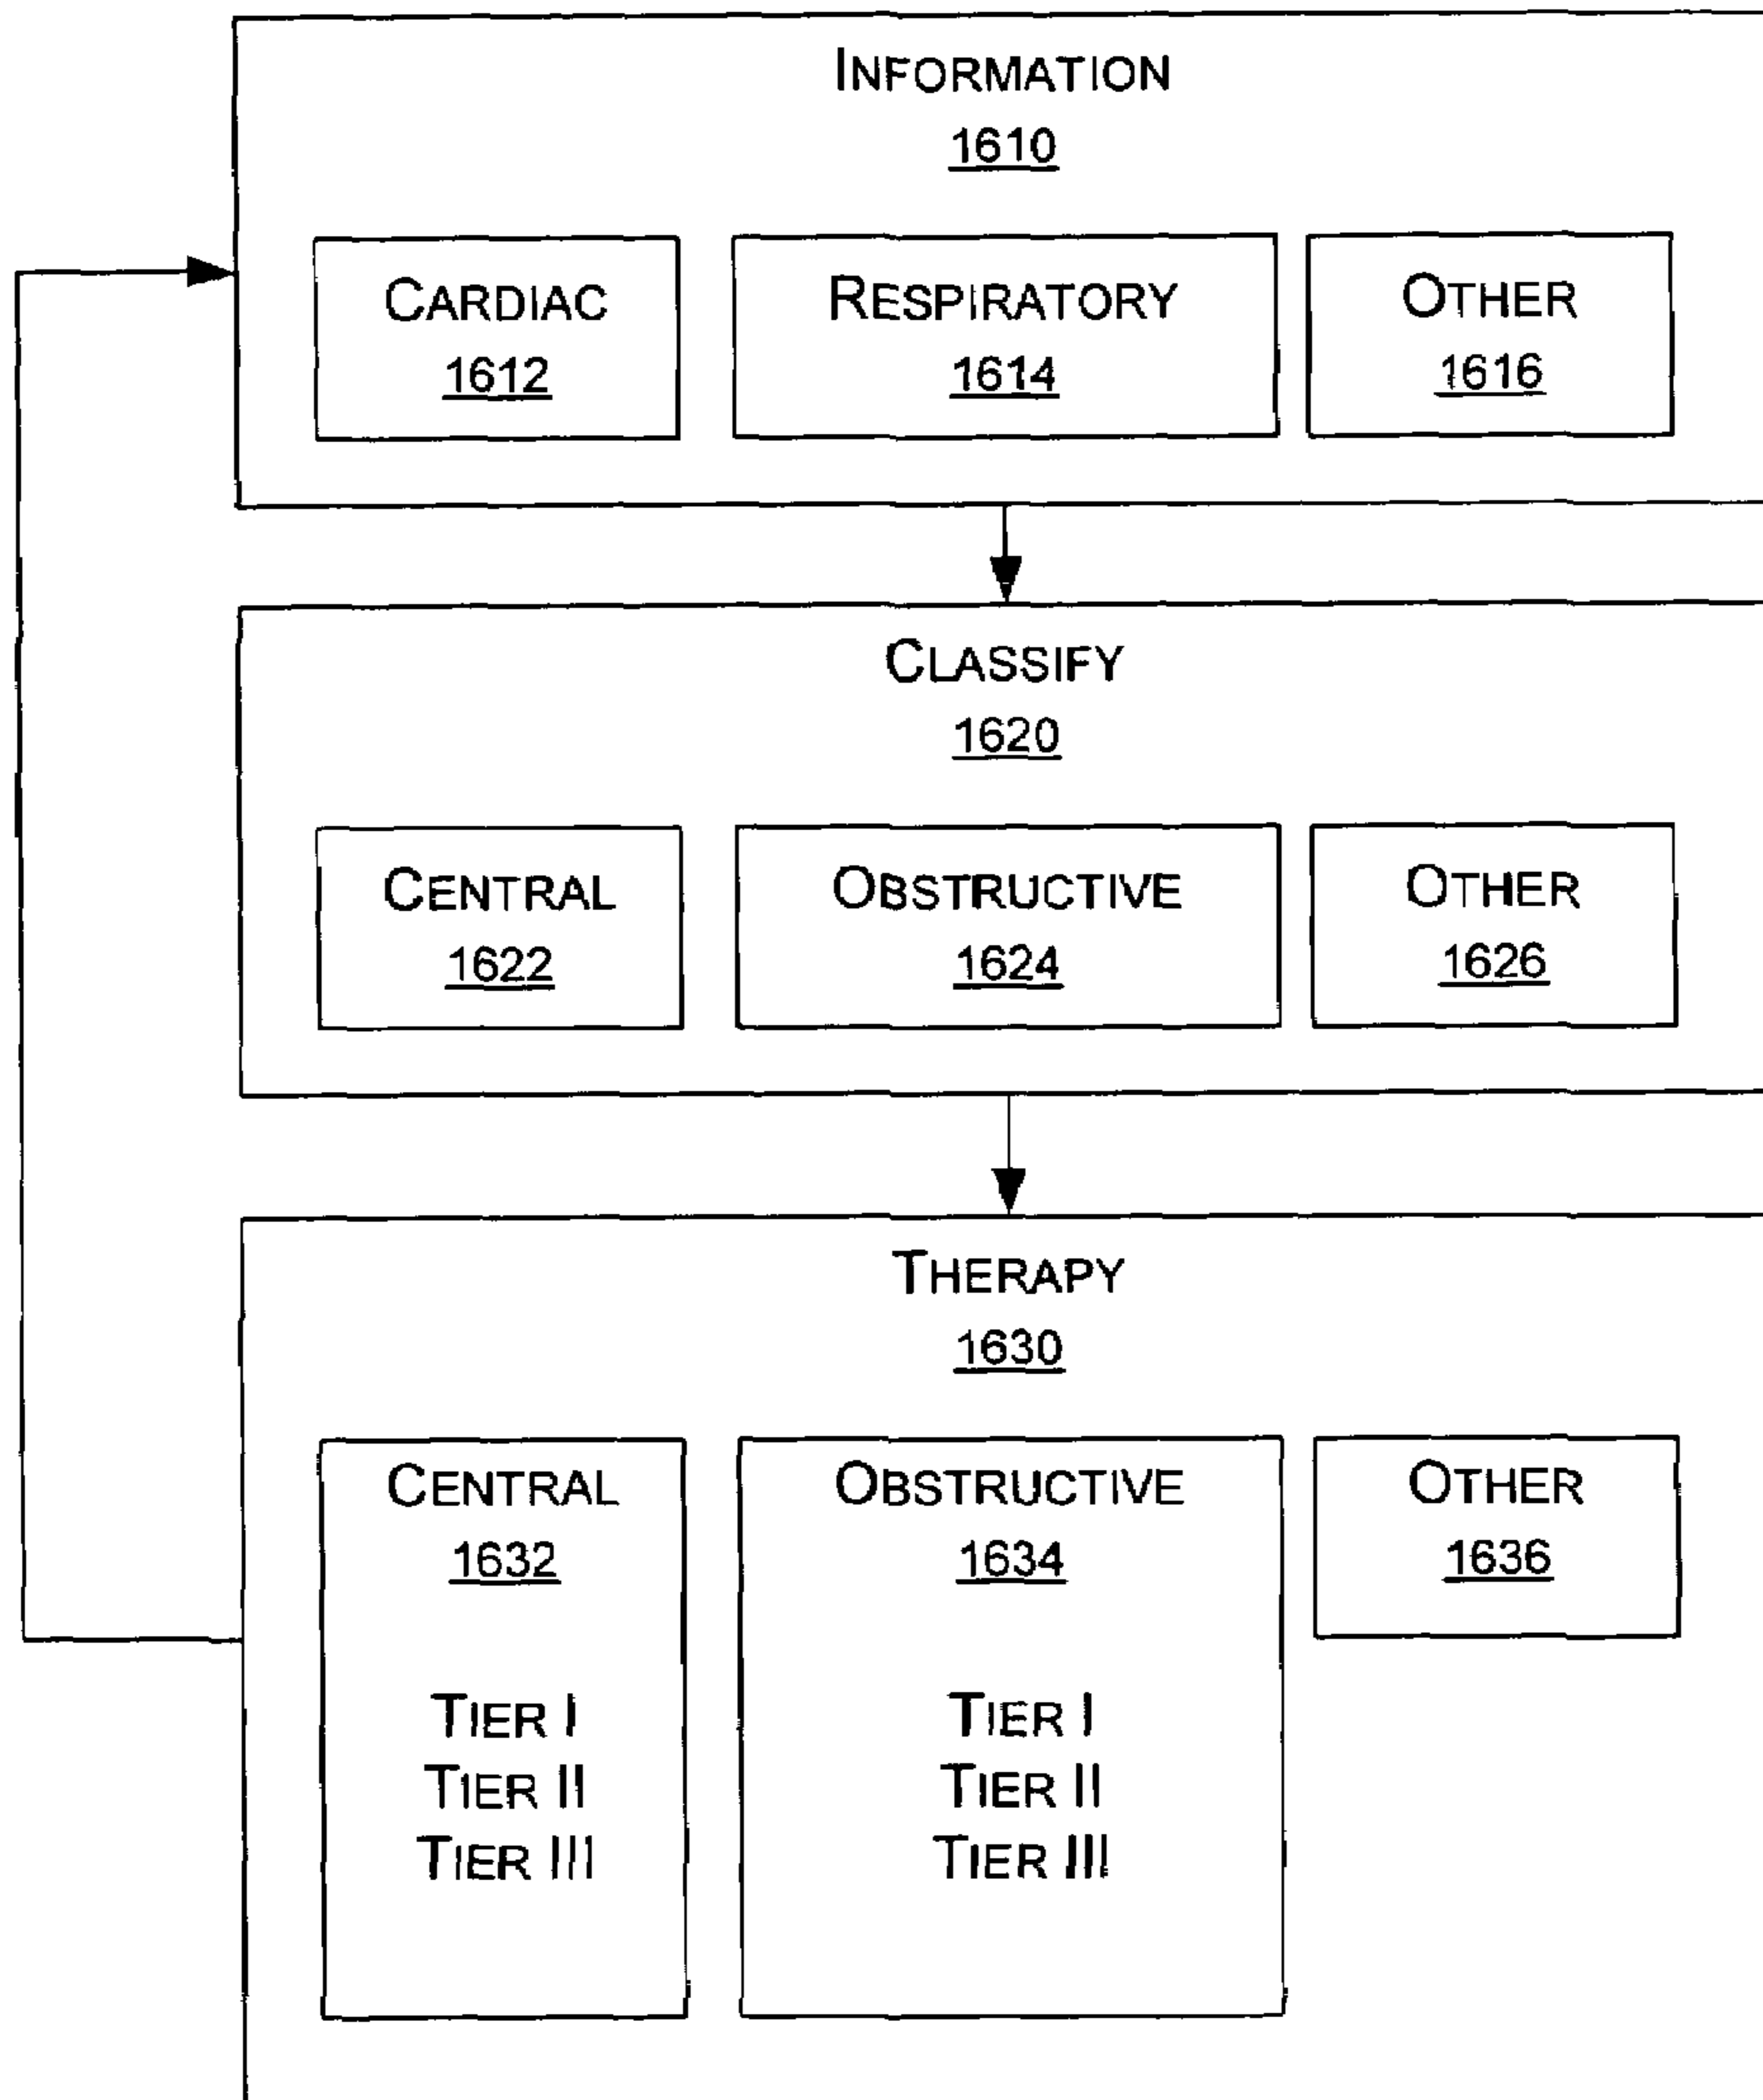 INFORMATION
1610
CARDIAC
1612
RESPIRATORY
1614
OTHER
1616
CLASSIFY
1620
CENTRAL
1622
OBSTRUCTIVE
1624
OTHER
1626
THERAPY
1630
CENTRAL
1632
TIER I
TIER II
TIER III
OBSTRUCTIVE
1634
TIER I
TIER II
TIER III
OTHER
1636